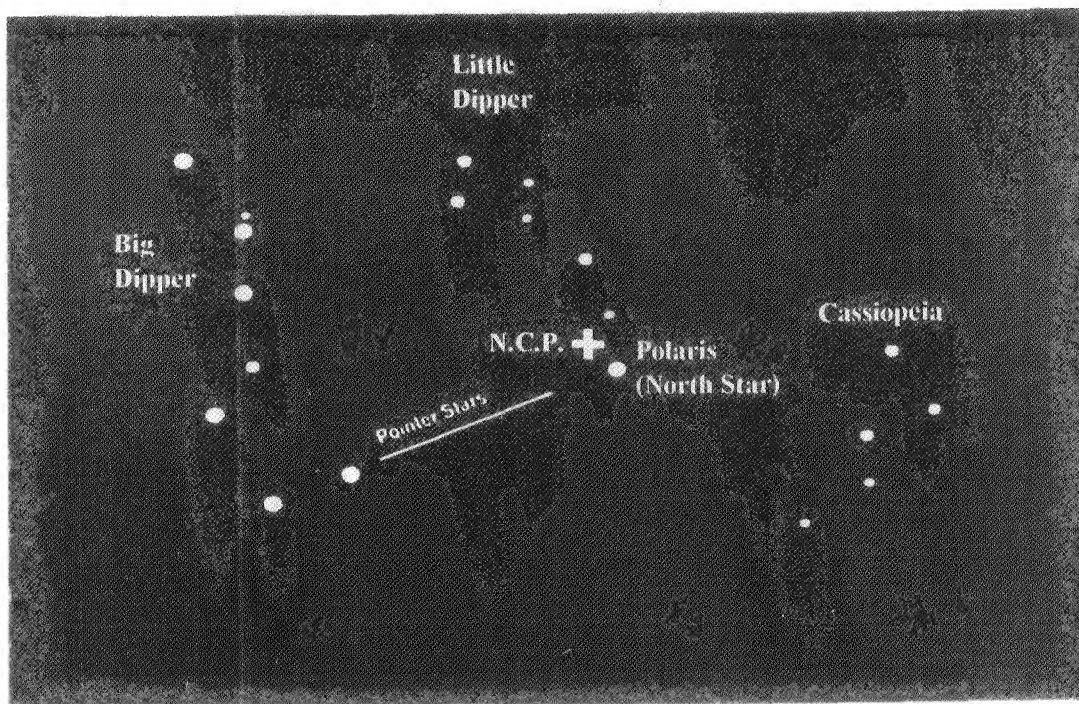 Little
Dipper
Big
Dipper
N.C.P.
Polaris
(North Star)
Cassiopeia
Pointer Stars